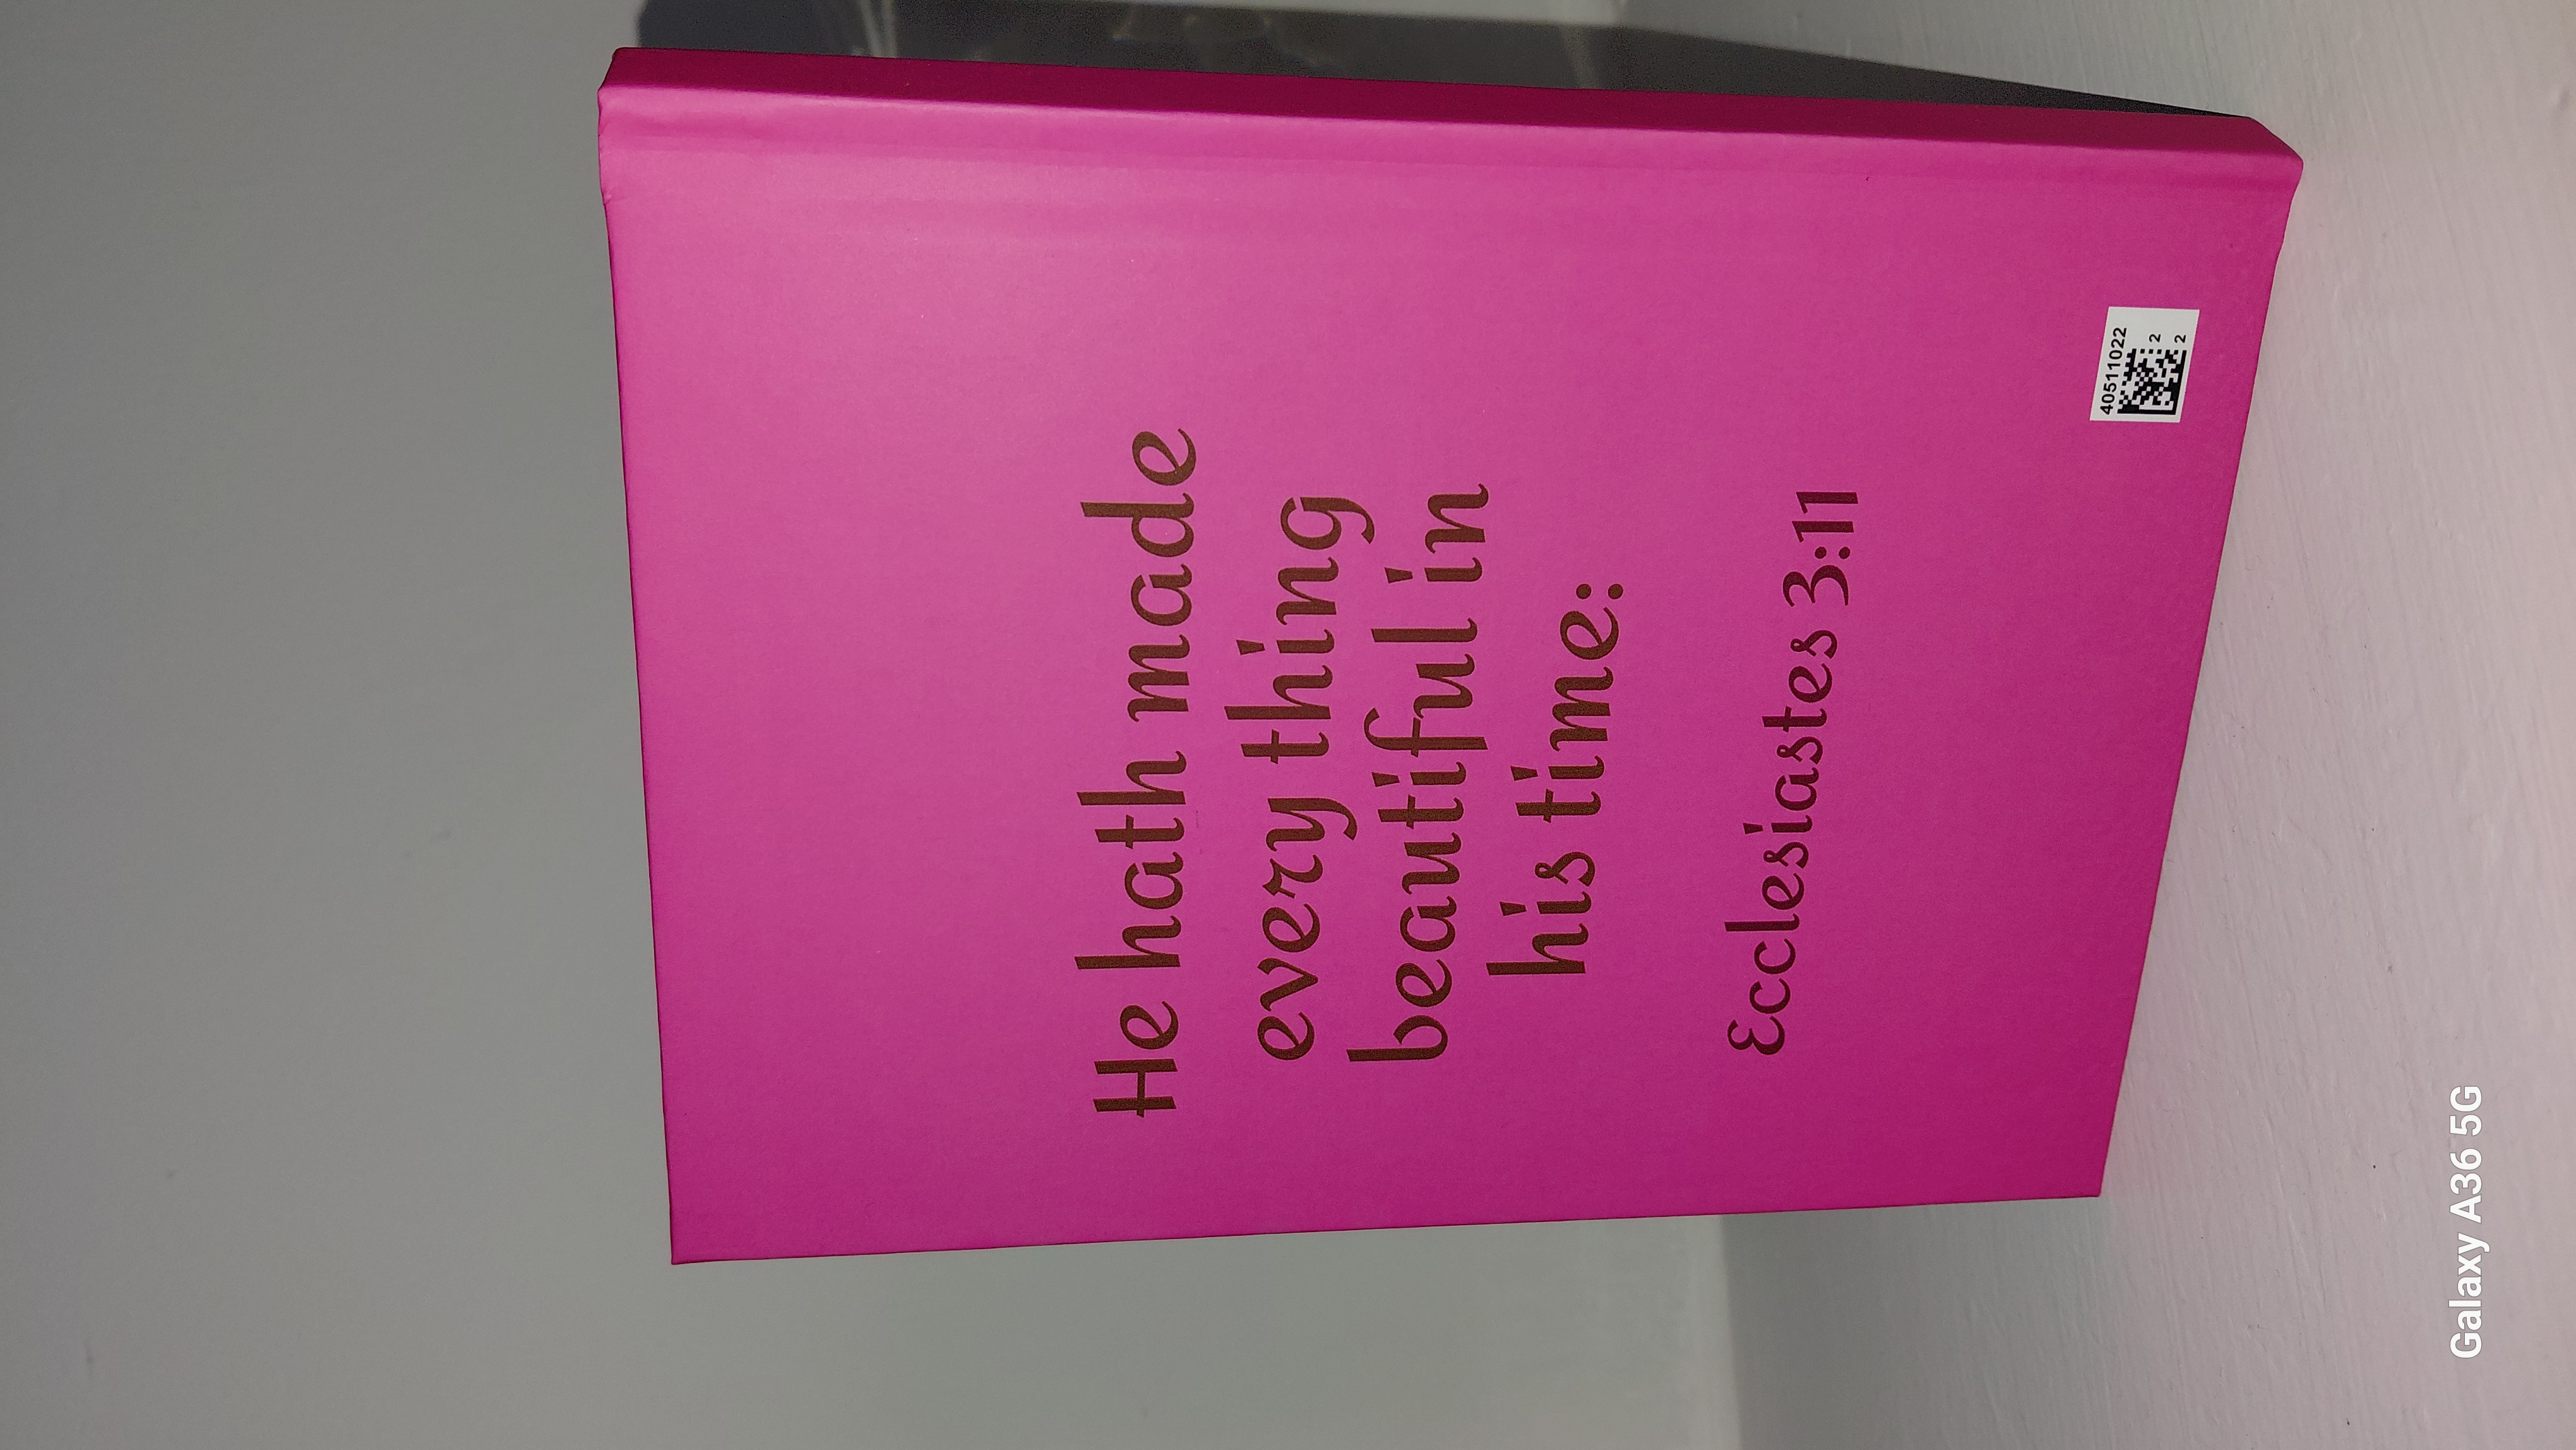 He hath made
every thing
beautiful in
his time:
Ecclesiastes 3:11
40511022
2
2
Galaxy A36 5G